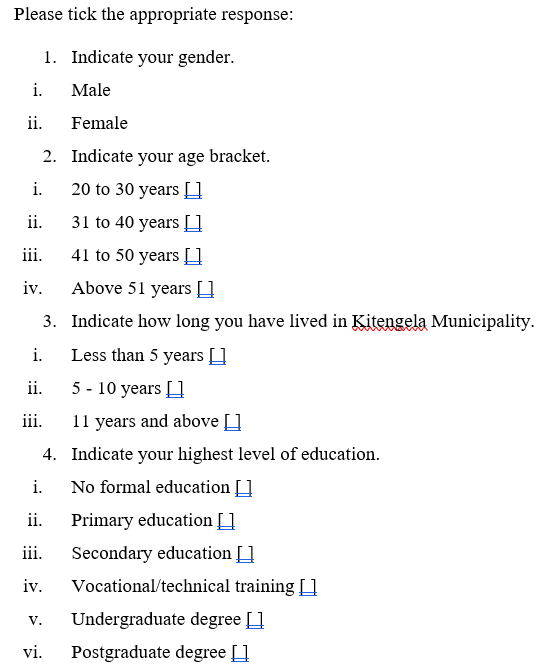 Please tick the appropriate response:
1. Indicate your gender.
i. Male
ii. Female
2. Indicate your age bracket.
i. 20 to 30 years [ ]
ii. 31 to 40 years [ ]
iii. 41 to 50 years [ ]
iv. Above 51 years [ ]
3. Indicate how long you have lived in Kitengela Municipality.
i. Less than 5 years [ ]
ii. 5 - 10 years [ ]
iii. 11 years and above [ ]
4. Indicate your highest level of education.
i. No formal education [ ]
ii. Primary education [ ]
iii. Secondary education [ ]
iv. Vocational/technical training [ ]
v. Undergraduate degree [ ]
vi. Postgraduate degree [ ]